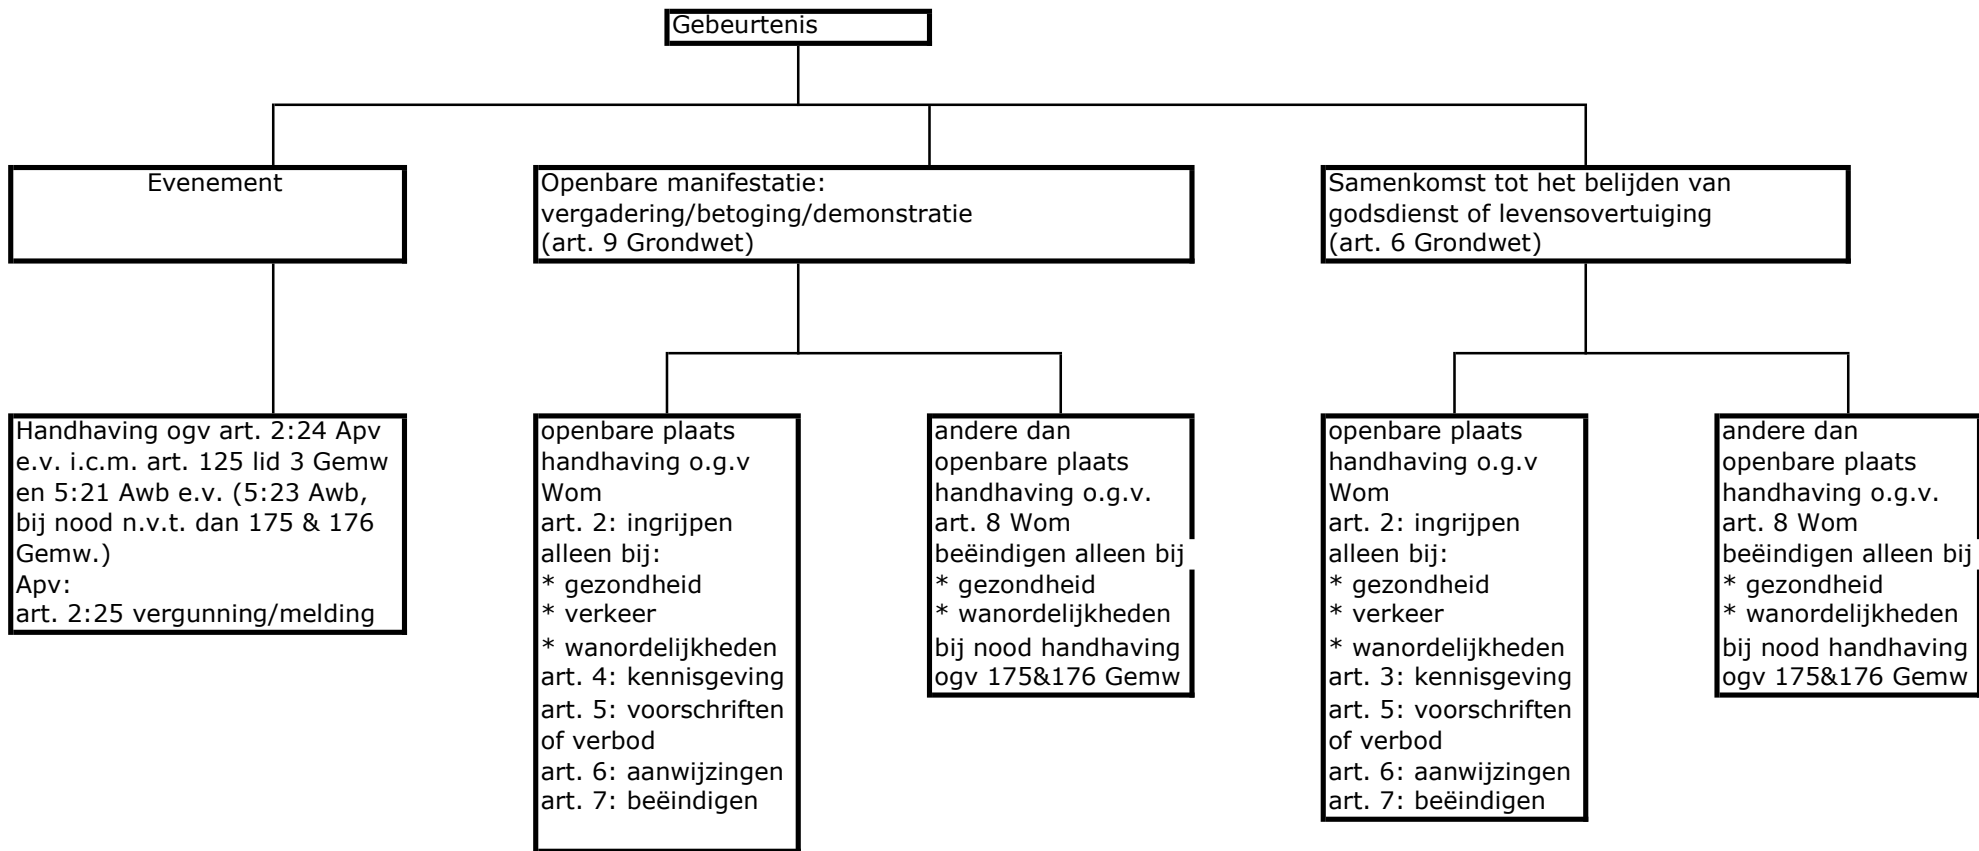 Gebeurtenis
Evenement
Openbare manifestatie:
vergadering/betoging/demonstratie
(art. 9 Grondwet)
Samenkomst tot het belijden van
godsdienst of levensovertuiging
(art. 6 Grondwet)
Handhaving ogv art. 2:24 Apv
e.v. i.c.m. art. 125 lid 3 Gemw
en 5:21 Awb e.v. (5:23 Awb,
bij nood n.v.t. dan 175 & 176
Gemw.)
Apv:
art. 2:25 vergunning/melding
openbare plaats
handhaving o.g.v
Wom
art. 2: ingrijpen
alleen bij:
* gezondheid
* verkeer
* wanordelijkheden
art. 4: kennisgeving
art. 5: voorschriften
of verbod
art. 6: aanwijzingen
art. 7: beëindigen
andere dan
openbare plaats
handhaving o.g.v.
art. 8 Wom
beëindigen alleen bij
* gezondheid
* wanordelijkheden
bij nood handhaving
ogv 175&176 Gemw
openbare plaats
handhaving o.g.v
Wom
art. 2: ingrijpen
alleen bij:
* gezondheid
* verkeer
* wanordelijkheden
art. 3: kennisgeving
art. 5: voorschriften
of verbod
art. 6: aanwijzingen
art. 7: beëindigen
andere dan
openbare plaats
handhaving o.g.v.
art. 8 Wom
beëindigen alleen bij
* gezondheid
* wanordelijkheden
bij nood handhaving
ogv 175&176 Gemw